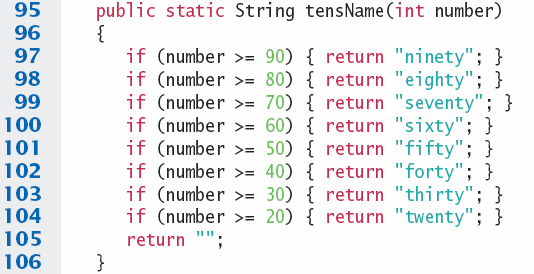 95 public static String tensName(int number)
96 {
97 if (number >= 90) { return "ninety"; }
98 if (number >= 80) { return "eighty"; }
99 if (number >= 70) { return "seventy"; }
100 if (number >= 60) { return "sixty"; }
101 if (number >= 50) { return "fifty"; }
102 if (number >= 40) { return "forty"; }
103 if (number >= 30) { return "thirty"; }
104 if (number >= 20) { return "twenty"; }
105 return "";
106 }